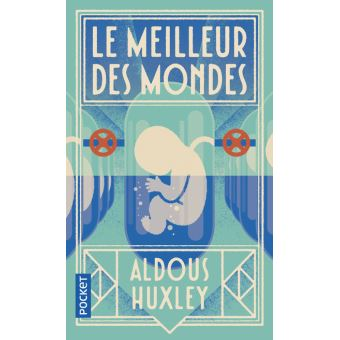 LE MEILLEUR
DES MONDES
ALDOUS
HUXLEY
POCKET